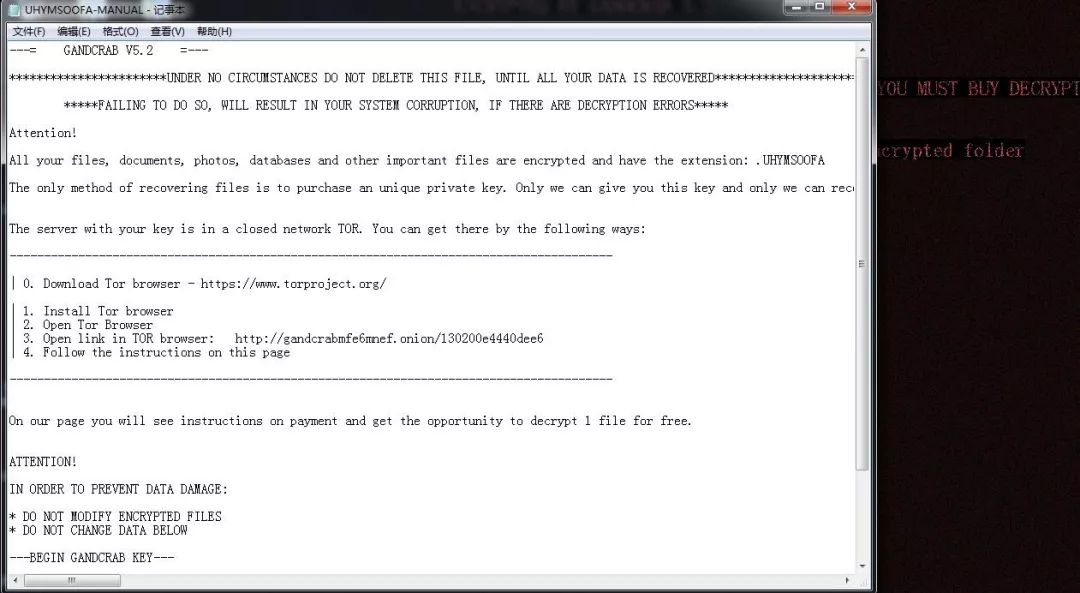 UHYMSOOFA-MANUAL - 记事本
文件(F) 编辑(E) 格式(O) 查看(V) 帮助(H)
---= GANDCRAB V5.2 =---
***********************UNDER NO CIRCUMSTANCES DO NOT DELETE THIS FILE, UNTIL ALL YOUR DATA IS RECOVERED********************
*****FAILING TO DO SO, WILL RESULT IN YOUR SYSTEM CORRUPTION, IF THERE ARE DECRYPTION ERRORS*****
Attention!
All your files, documents, photos, databases and other important files are encrypted and have the extension: .UHYMSOOFA
The only method of recovering files is to purchase an unique private key. Only we can give you this key and only we can
The server with your key is in a closed network TOR. You can get there by the following ways:
----------------------------------------------------------------------------------------
| 0. Download Tor browser - https://www.torproject.org/
| 1. Install Tor browser
| 2. Open Tor Browser
| 3. Open link in TOR browser: http://gandcrabmfe6mnef.onion/130200e4440dee6
| 4. Follow the instructions on this page
----------------------------------------------------------------------------------------
On our page you will see instructions on payment and get the opportunity to decrypt 1 file for free.
ATTENTION!
IN ORDER TO PREVENT DATA DAMAGE:
* DO NOT MODIFY ENCRYPTED FILES
* DO NOT CHANGE DATA BELOW
---BEGIN GANDCRAB KEY---
YOU MUST BUY DECRYPT
crypted folder